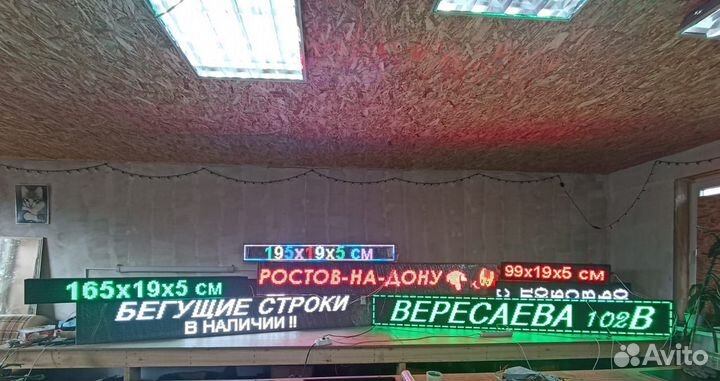 195x19x5 см
РОСТОВ-НА-ДОНУ
99x19x5 см
165x19x5 см
БЕГУЩИЕ СТРОКИ
В НАЛИЧИИ !!
ВЕРЕСАЕВА 102В
Avito